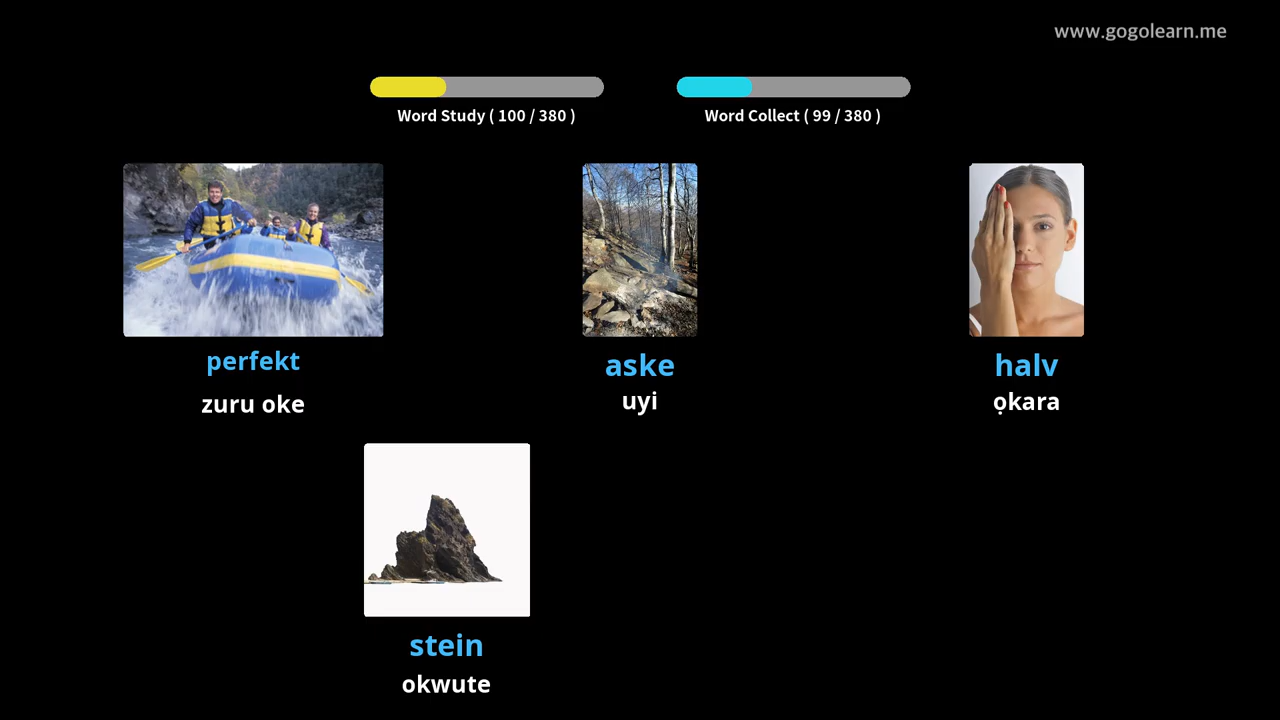 www.gogolearn.me
Word Study ( 100 / 380 )
Word Collect ( 99 / 380 )
perfekt
zuru oke
aske
uyi
halv
ọkara
stein
okwute